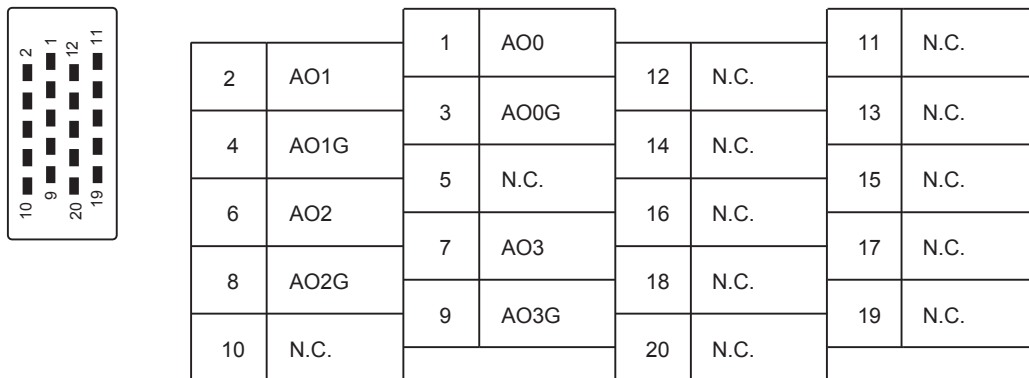 2 1 12 11
10 9 20 19
1 AO0 11 N.C.
2 AO1 12 N.C.
3 AO0G 13 N.C.
4 AO1G 14 N.C.
5 N.C. 15 N.C.
6 AO2 16 N.C.
7 AO3 17 N.C.
8 AO2G 18 N.C.
9 AO3G 19 N.C.
10 N.C. 20 N.C.